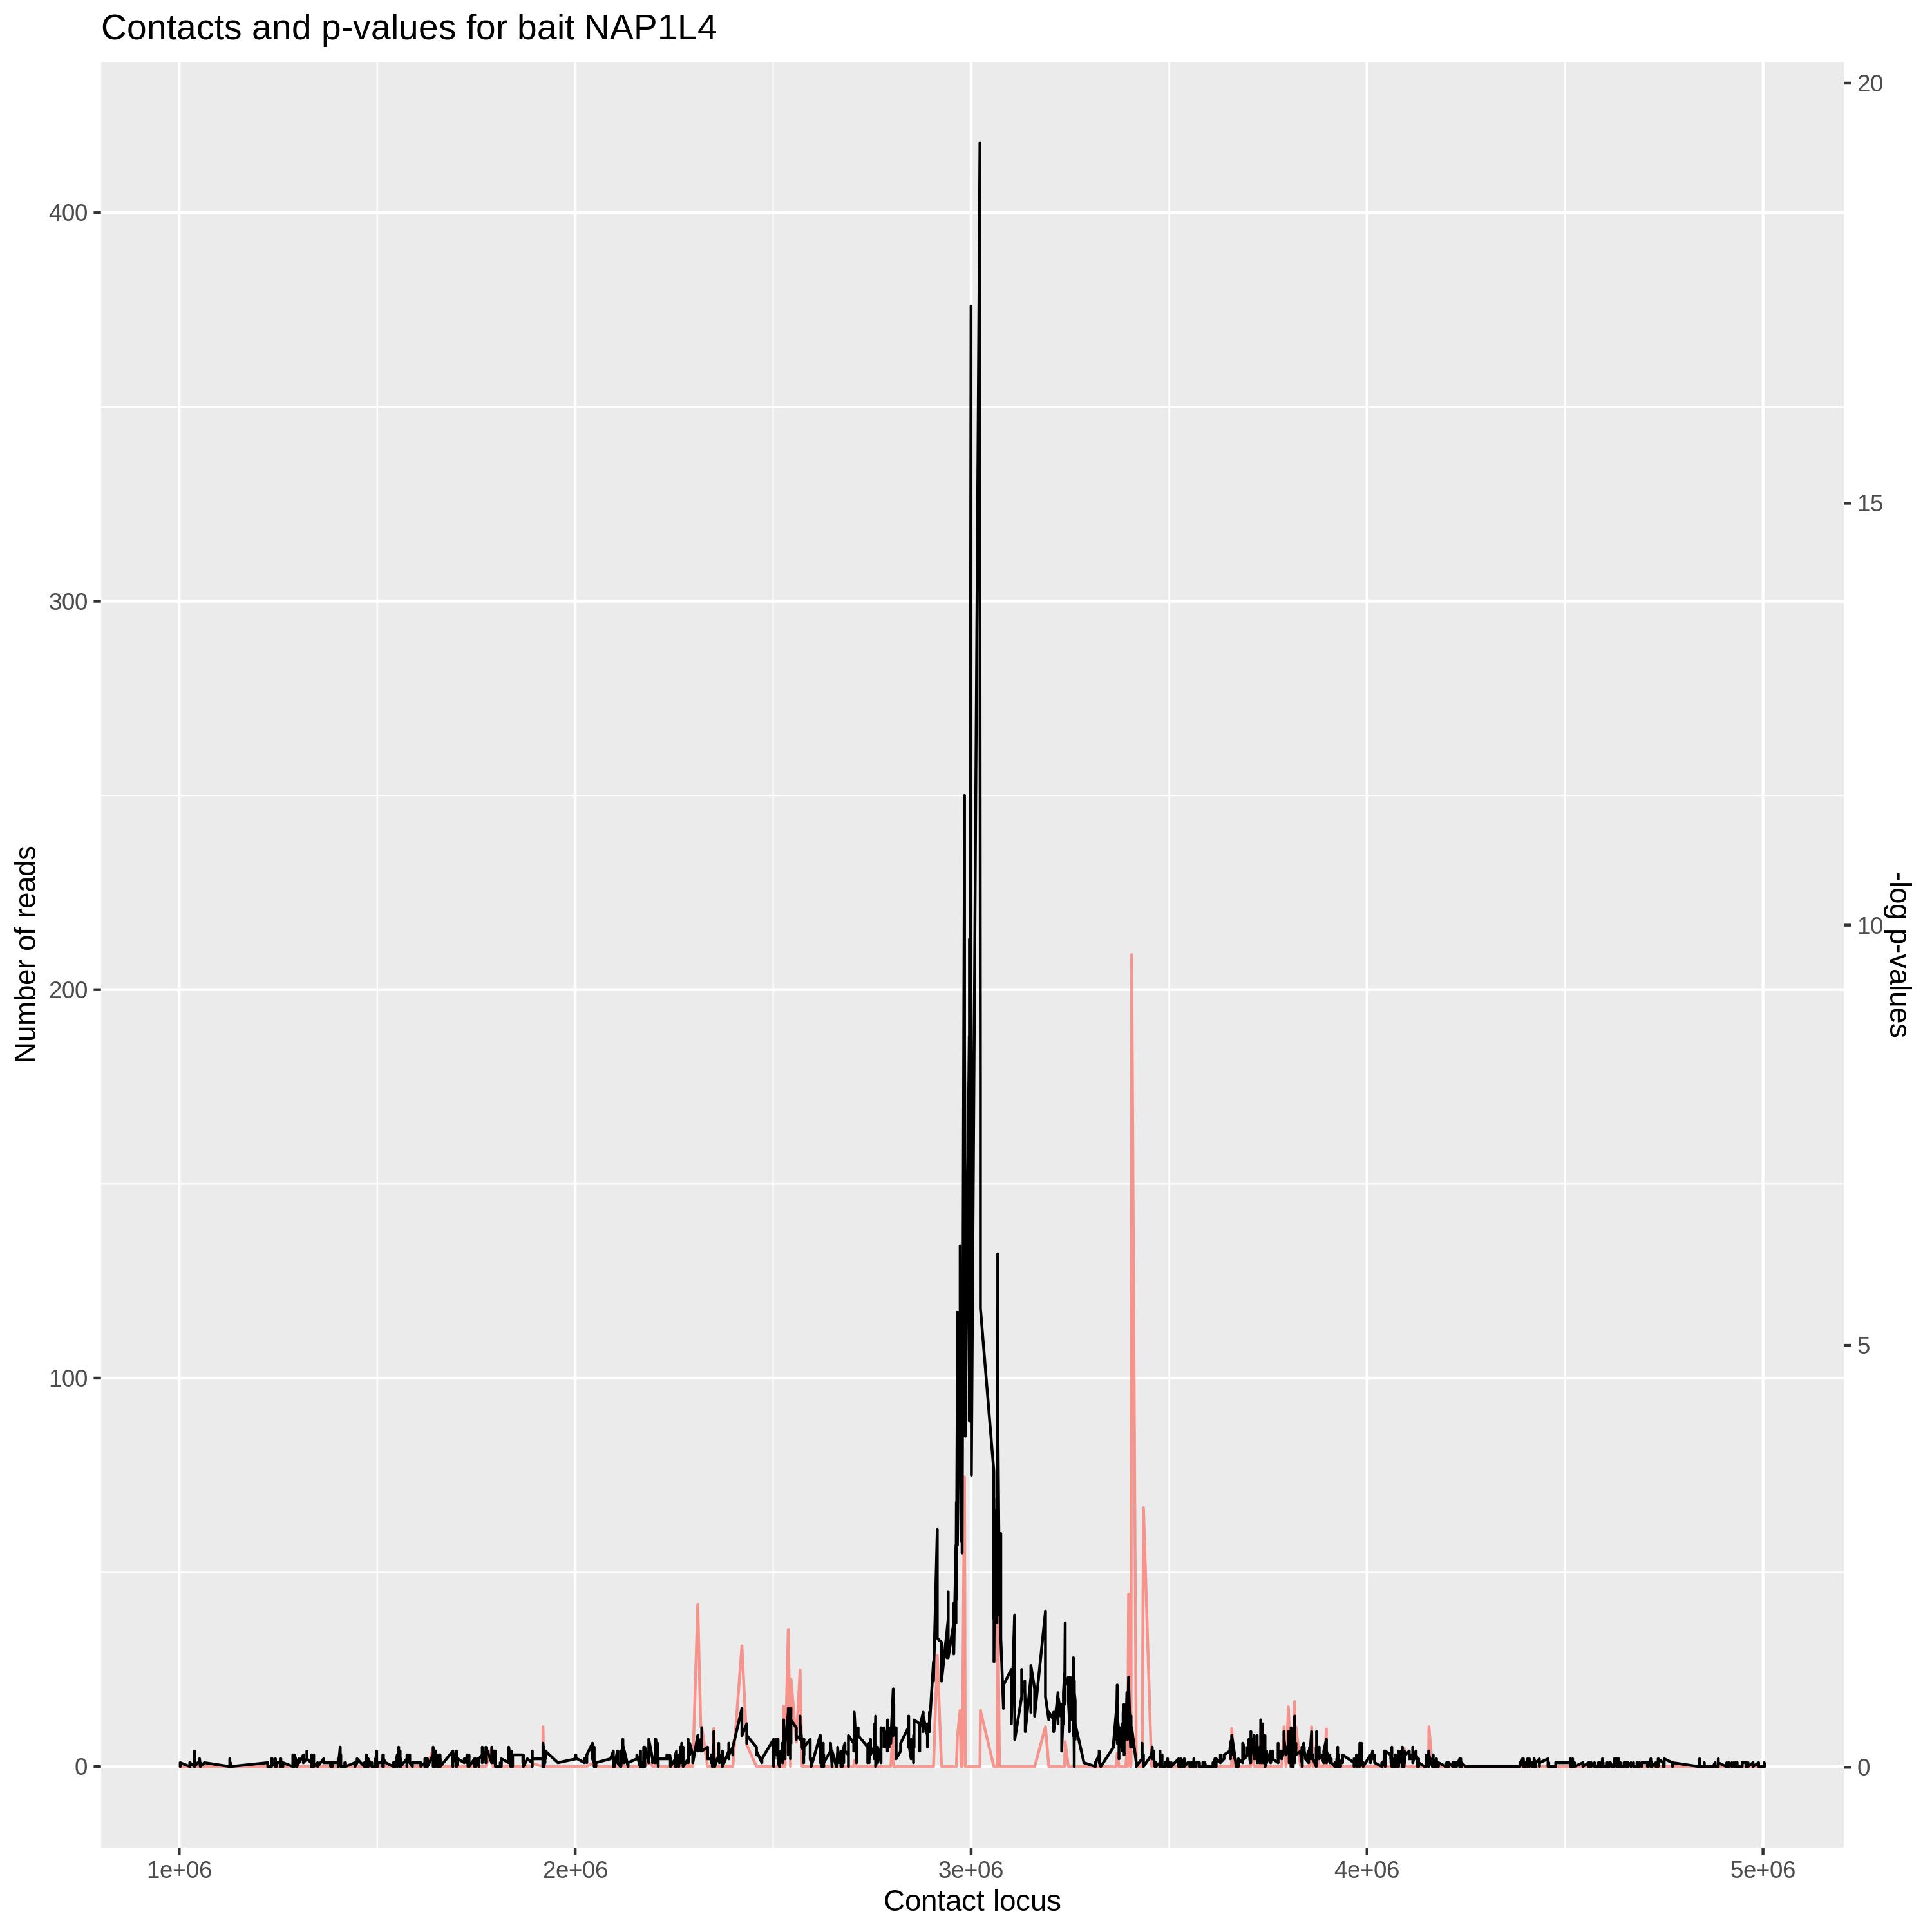 Contacts and p-values for bait NAP1L4
Number of reads
400
300
200
100
0
20
15
10
5
0
-log p-values
1e+06 2e+06 3e+06 4e+06 5e+06
Contact locus